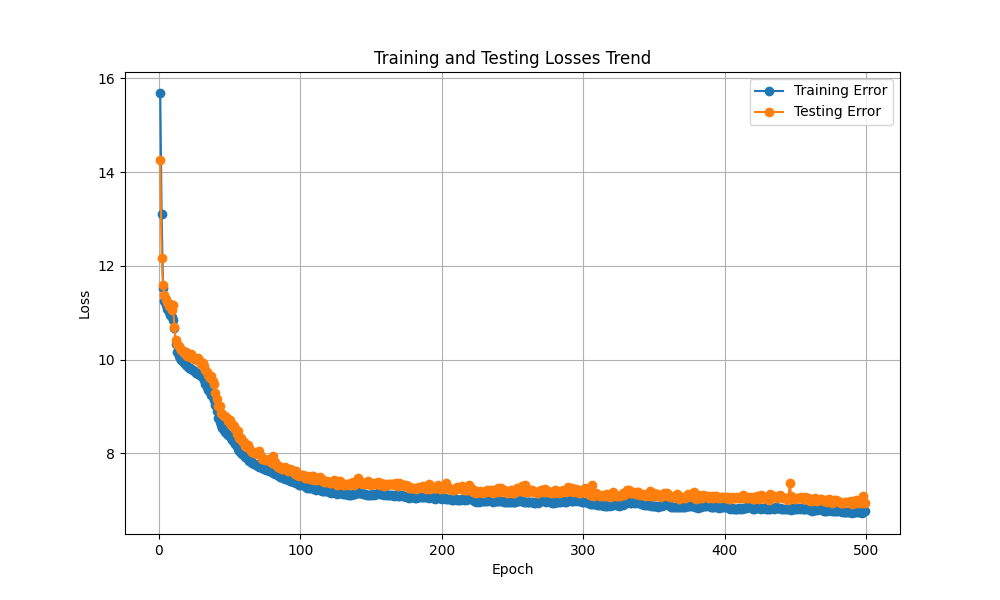 Training and Testing Losses Trend
Training Error
Testing Error
16
14
12
10
8
Loss
0
100
200
300
400
500
Epoch